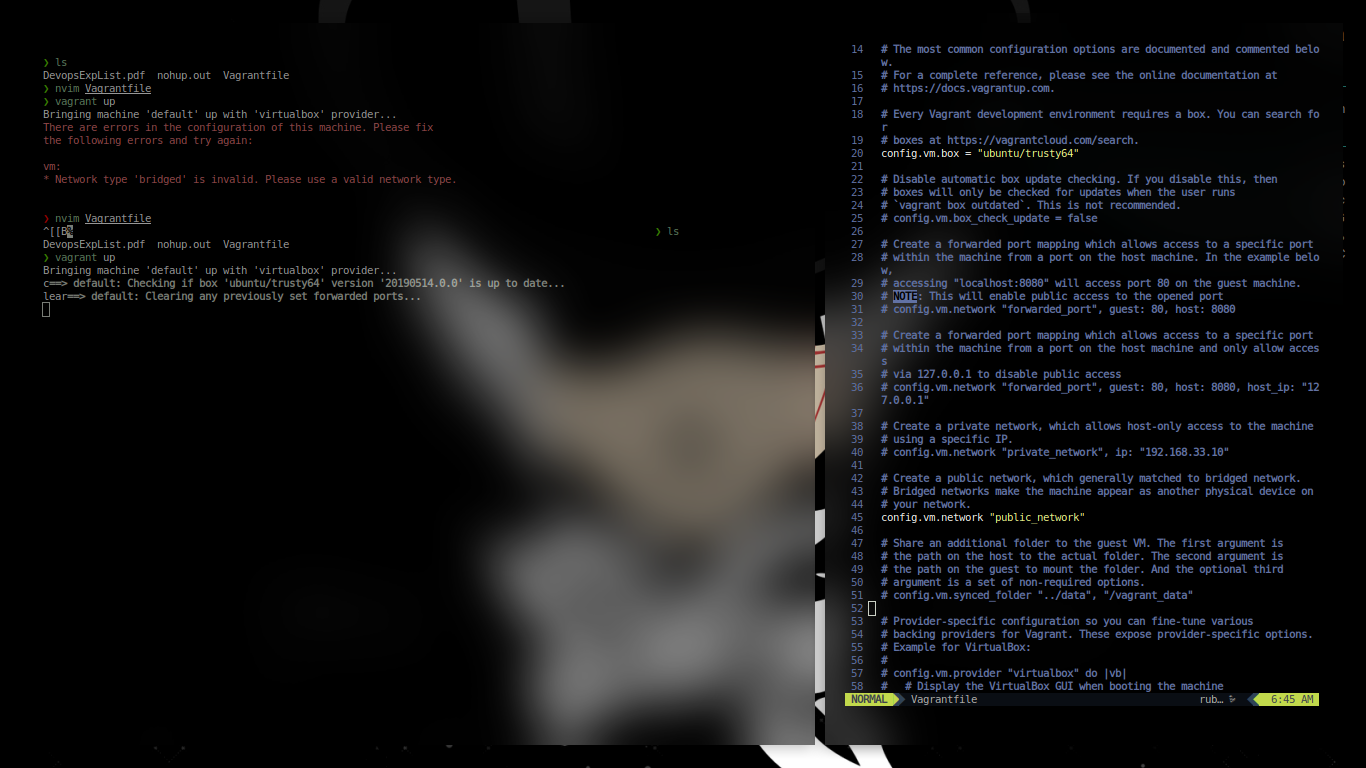 ❯ ls
DevopsExpList.pdf  nohup.out  Vagrantfile
❯ nvim Vagrantfile
❯ vagrant up
Bringing machine 'default' up with 'virtualbox' provider...
There are errors in the configuration of this machine. Please fix
the following errors and try again:
vm:
* Network type 'bridged' is invalid. Please use a valid network type.
❯ nvim Vagrantfile
^[[B%
❯ ls
DevopsExpList.pdf  nohup.out  Vagrantfile
❯ vagrant up
Bringing machine 'default' up with 'virtualbox' provider...
c==> default: Checking if box 'ubuntu/trusty64' version '20190514.0.0' is up to date...
lear==> default: Clearing any previously set forwarded ports...
14 # The most common configuration options are documented and commented belo
w.
15 # For a complete reference, please see the online documentation at
16 # https://docs.vagrantup.com.
17
18 # Every Vagrant development environment requires a box. You can search fo
r
19 # boxes at https://vagrantcloud.com/search.
20 config.vm.box = "ubuntu/trusty64"
21
22 # Disable automatic box update checking. If you disable this, then
23 # boxes will only be checked for updates when the user runs
24 # `vagrant box outdated`. This is not recommended.
25 # config.vm.box_check_update = false
26
27 # Create a forwarded port mapping which allows access to a specific port
28 # within the machine from a port on the host machine. In the example belo
w,
29 # accessing "localhost:8080" will access port 80 on the guest machine.
30 # NOTE: This will enable public access to the opened port
31 # config.vm.network "forwarded_port", guest: 80, host: 8080
32
33 # Create a forwarded port mapping which allows access to a specific port
34 # within the machine from a port on the host machine and only allow acces
s
35 # via 127.0.0.1 to disable public access
36 # config.vm.network "forwarded_port", guest: 80, host: 8080, host_ip: "12
7.0.0.1"
37
38 # Create a private network, which allows host-only access to the machine
39 # using a specific IP.
40 # config.vm.network "private_network", ip: "192.168.33.10"
41
42 # Create a public network, which generally matched to bridged network.
43 # Bridged networks make the machine appear as another physical device on
44 # your network.
45 config.vm.network "public_network"
46
47 # Share an additional folder to the guest VM. The first argument is
48 # the path on the host to the actual folder. The second argument is
49 # the path on the guest to mount the folder. And the optional third
50 # argument is a set of non-required options.
51 # config.vm.synced_folder "../data", "/vagrant_data"
52
53 # Provider-specific configuration so you can fine-tune various
54 # backing providers for Vagrant. These expose provider-specific options.
55 # Example for VirtualBox:
56 #
57 # config.vm.provider "virtualbox" do |vb|
58 #   # Display the VirtualBox GUI when booting the machine
NORMAL Vagrantfile rub… 6:45 AM